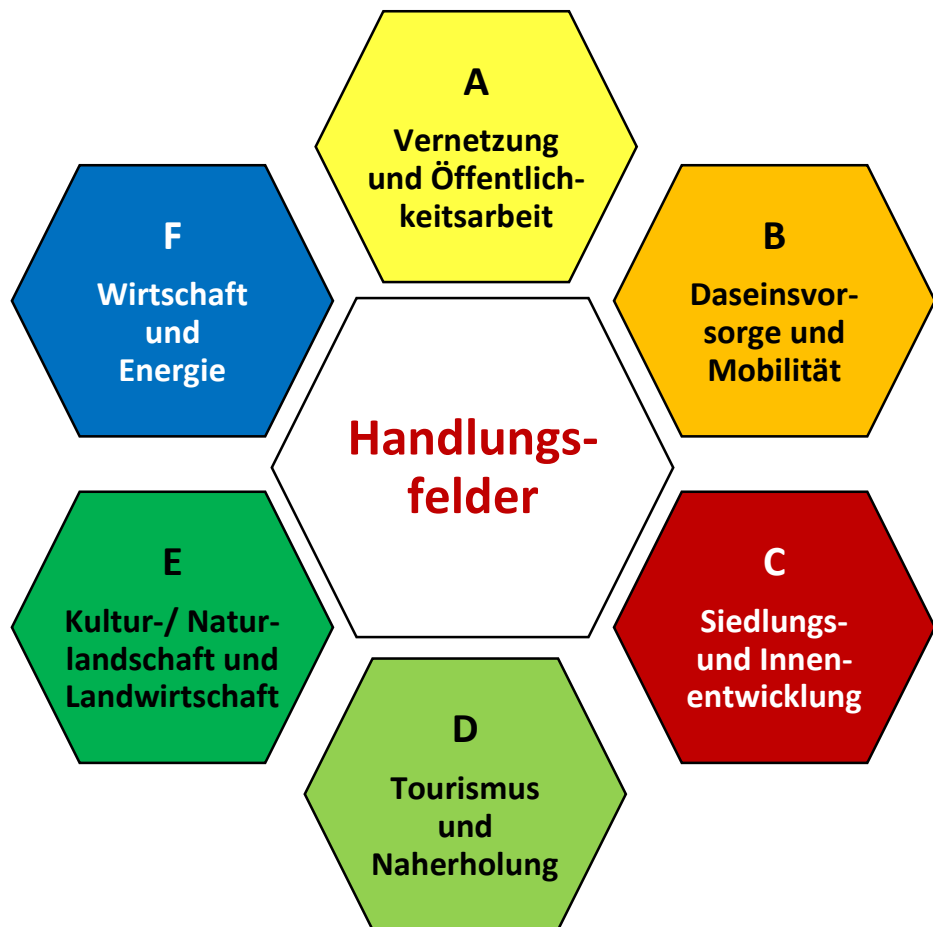 A
Vernetzung
und Öffentlich-
keitsarbeit
B
Daseinsvor-
sorge und
Mobilität
C
Siedlungs-
und Innen-
entwicklung
D
Tourismus
und
Naherholung
E
Kultur-/ Natur-
landschaft und
Landwirtschaft
F
Wirtschaft
und
Energie
Handlungs-
felder